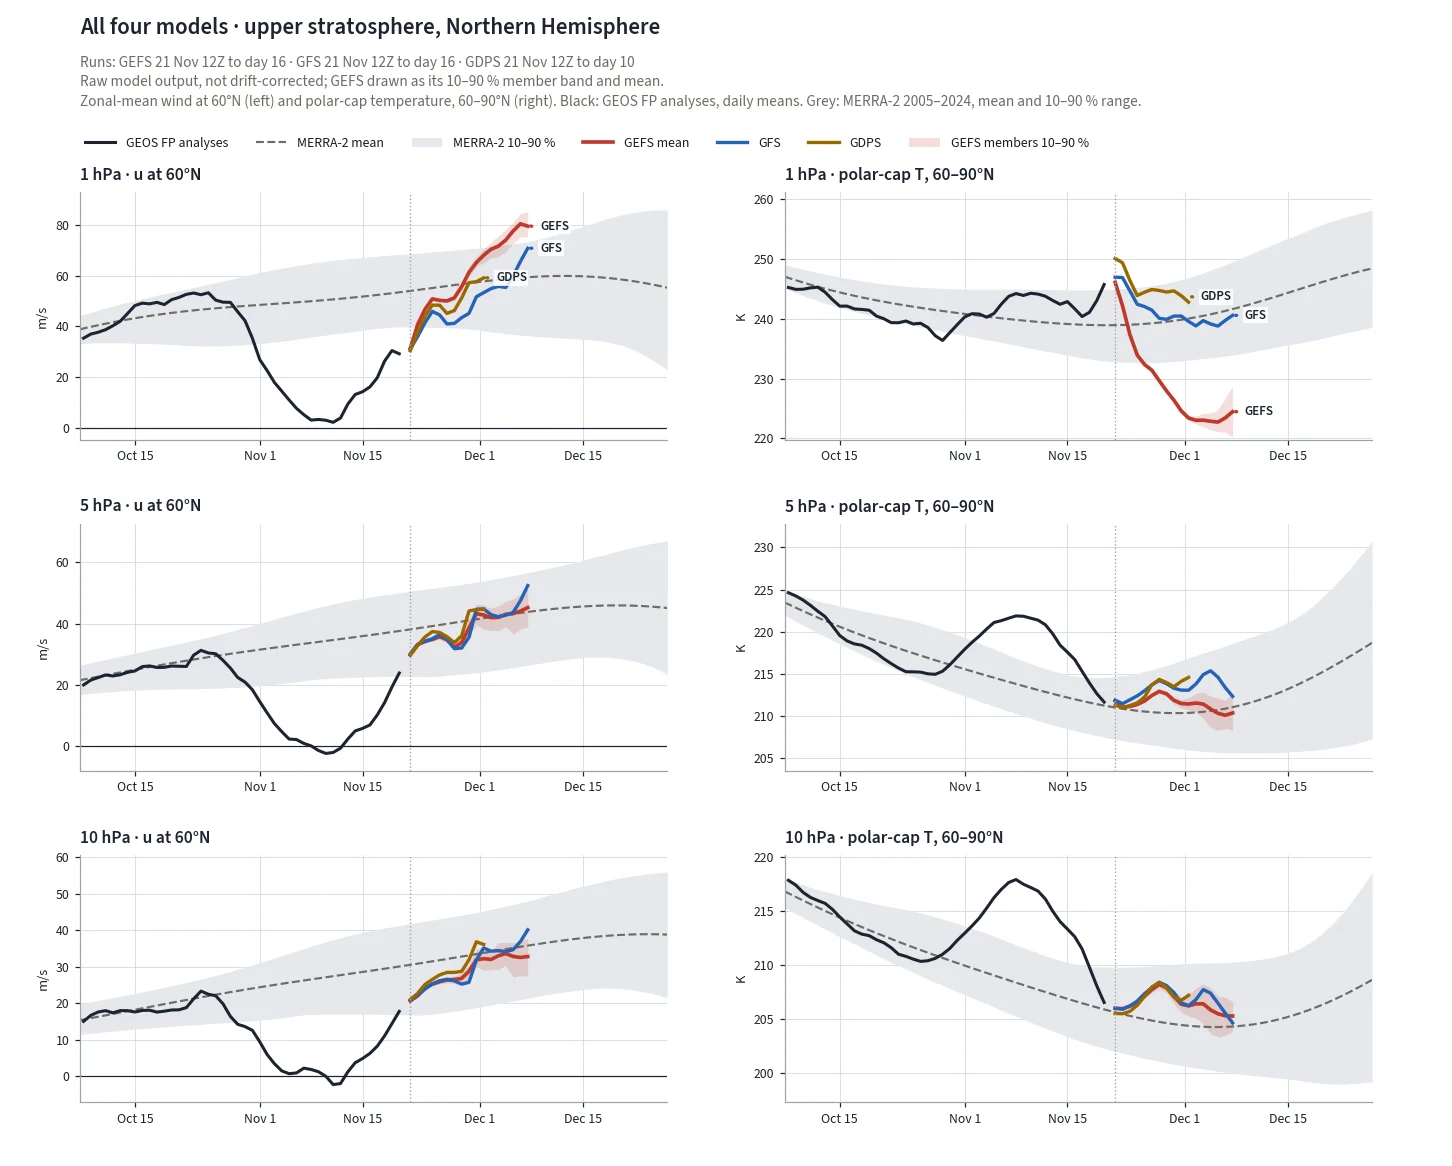 All four models · upper stratosphere, Northern Hemisphere
Runs: GEFS 21 Nov 12Z to day 16 · GFS 21 Nov 12Z to day 16 · GDPS 21 Nov 12Z to day 10
Raw model output, not drift-corrected; GEFS drawn as its 10–90 % member band and mean.
Zonal-mean wind at 60°N (left) and polar-cap temperature, 60–90°N (right). Black: GEOS FP analyses, daily means. Grey: MERRA-2 2005–2024, mean and 10–90 % range.
GEOS FP analyses MERRA-2 mean MERRA-2 10–90 % GEFS mean GFS GDPS GEFS members 10–90 %
1 hPa · u at 60°N
80
60
40
20
0
m/s
GEFS
GFS
GDPS
Oct 15 Nov 1 Nov 15 Dec 1 Dec 15
1 hPa · polar-cap T, 60–90°N
260
250
240
230
220
K
GDPS
GFS
GEFS
Oct 15 Nov 1 Nov 15 Dec 1 Dec 15
5 hPa · u at 60°N
60
40
20
0
m/s
Oct 15 Nov 1 Nov 15 Dec 1 Dec 15
5 hPa · polar-cap T, 60–90°N
230
225
220
215
210
205
K
Oct 15 Nov 1 Nov 15 Dec 1 Dec 15
10 hPa · u at 60°N
60
50
40
30
20
10
0
m/s
Oct 15 Nov 1 Nov 15 Dec 1 Dec 15
10 hPa · polar-cap T, 60–90°N
220
215
210
205
200
K
Oct 15 Nov 1 Nov 15 Dec 1 Dec 15